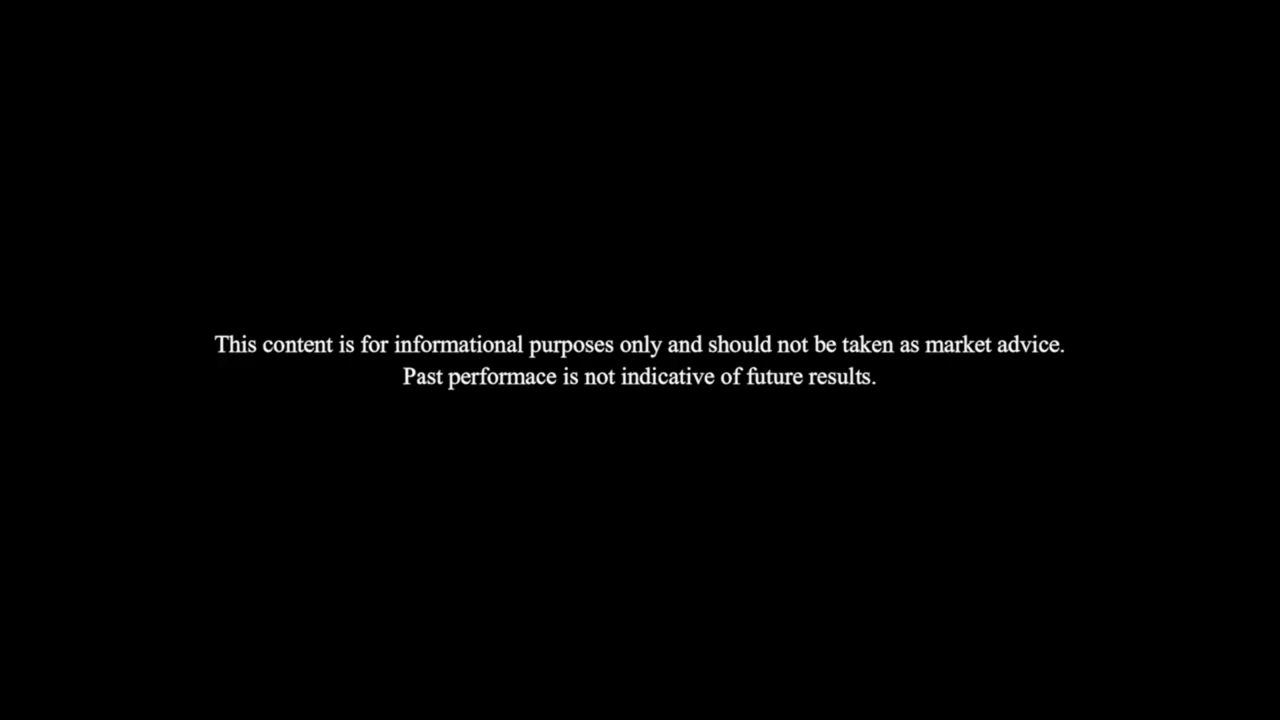 This content is for informational purposes only and should not be taken as market advice.
Past performace is not indicative of future results.